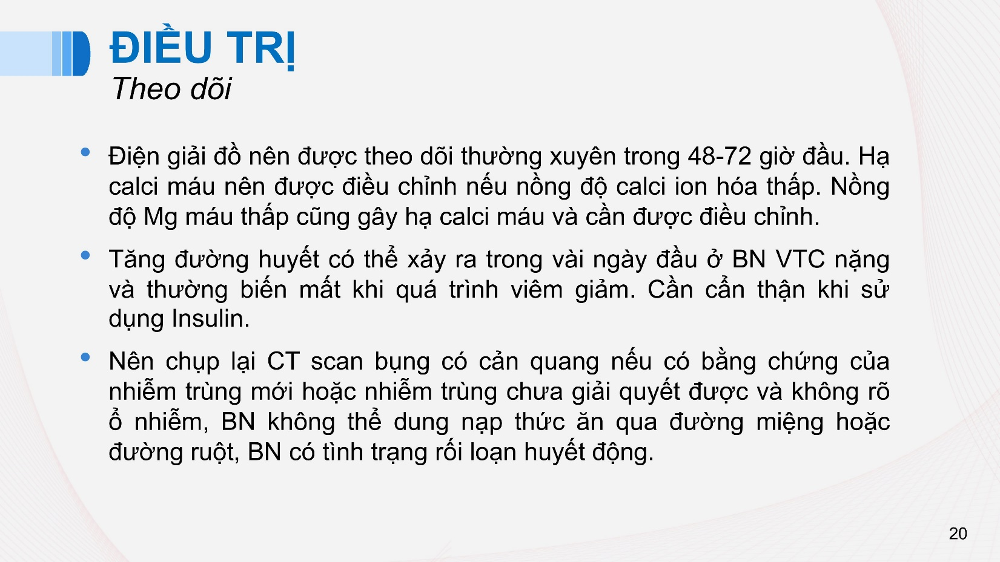 ĐIỀU TRỊ
Theo dõi
• Điện giải đồ nên được theo dõi thường xuyên trong 48-72 giờ đầu. Hạ
calci máu nên được điều chỉnh nếu nồng độ calci ion hóa thấp. Nồng
độ Mg máu thấp cũng gây hạ calci máu và cần được điều chỉnh.
• Tăng đường huyết có thể xảy ra trong vài ngày đầu ở BN VTC nặng
và thường biến mất khi quá trình viêm giảm. Cần cẩn thận khi sử
dụng Insulin.
• Nên chụp lại CT scan bụng có cản quang nếu có bằng chứng của
nhiễm trùng mới hoặc nhiễm trùng chưa giải quyết được và không rõ
ổ nhiễm, BN không thể dung nạp thức ăn qua đường miệng hoặc
đường ruột, BN có tình trạng rối loạn huyết động.
20